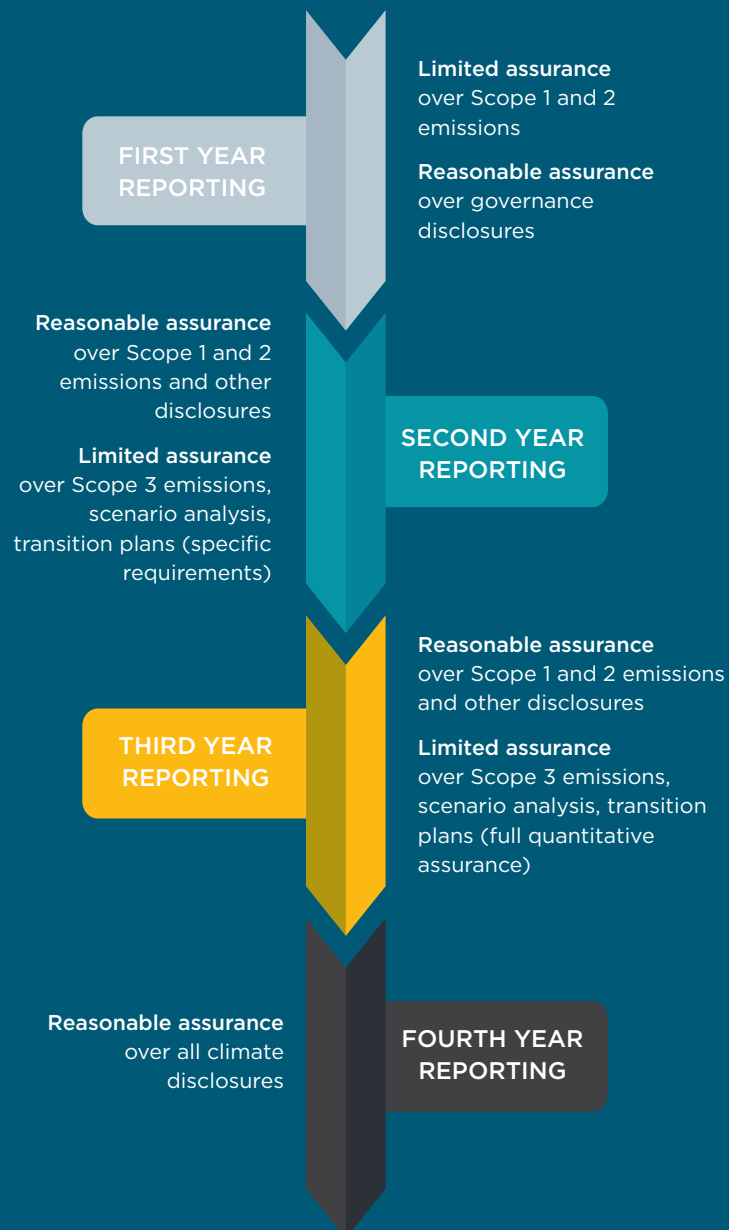 FIRST YEAR
REPORTING
Limited assurance
over Scope 1 and 2
emissions
Reasonable assurance
over governance
disclosures
SECOND YEAR
REPORTING
Reasonable assurance
over Scope 1 and 2
emissions and other
disclosures
Limited assurance
over Scope 3 emissions,
scenario analysis,
transition plans (specific
requirements)
THIRD YEAR
REPORTING
Reasonable assurance
over Scope 1 and 2 emissions
and other disclosures
Limited assurance
over Scope 3 emissions,
scenario analysis, transition
plans (full quantitative
assurance)
FOURTH YEAR
REPORTING
Reasonable assurance
over all climate
disclosures